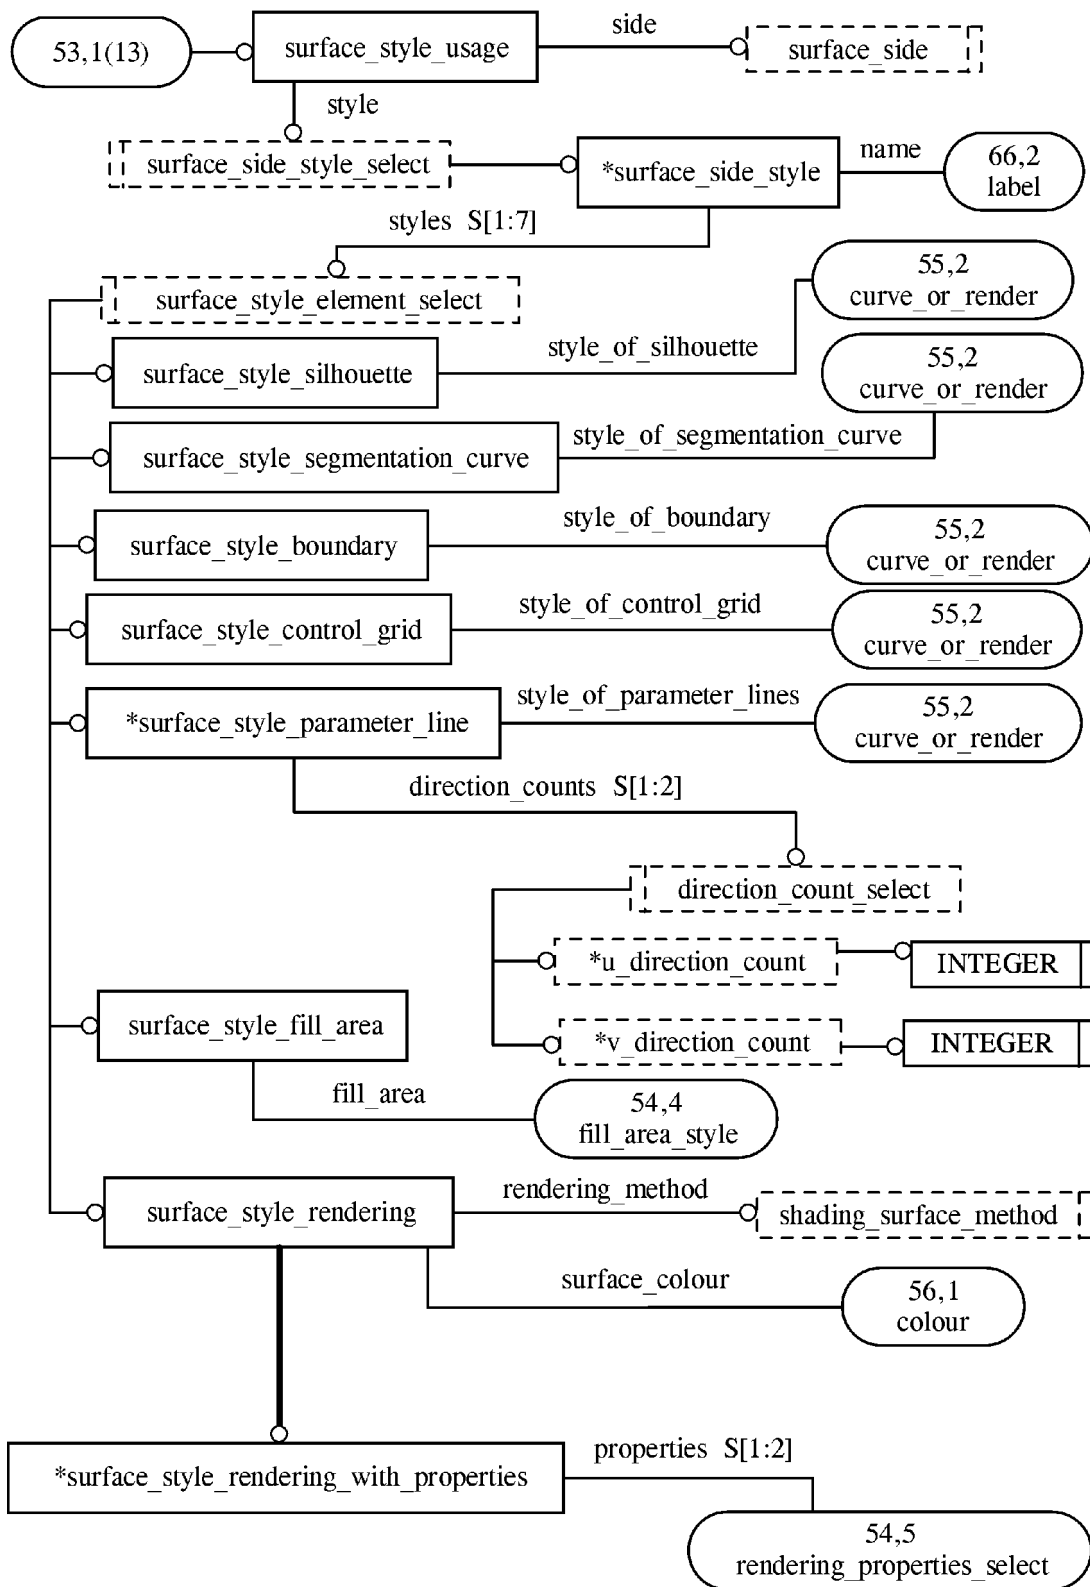 side
53,1(13)
surface_style_usage
surface_side
style
surface_side_style_select
*surface_side_style
name
66,2
label
styles S[1:7]
surface_style_element_select
55,2
curve_or_render
surface_style_silhouette
style_of_silhouette
55,2
curve_or_render
surface_style_segmentation_curve
style_of_segmentation_curve
surface_style_boundary
style_of_boundary
55,2
curve_or_render
surface_style_control_grid
style_of_control_grid
55,2
curve_or_render
*surface_style_parameter_line
style_of_parameter_lines
55,2
curve_or_render
direction_counts S[1:2]
direction_count_select
*u_direction_count
INTEGER
surface_style_fill_area
*v_direction_count
INTEGER
fill_area
54,4
fill_area_style
surface_style_rendering
rendering_method
shading_surface_method
surface_colour
56,1
colour
*surface_style_rendering_with_properties
properties S[1:2]
54,5
rendering_properties_select